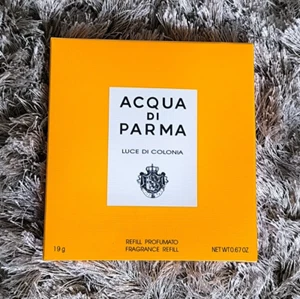 ACQUA
DI
PARMA
LUCE DI COLONIA
REFILL PROFUMATO
19 g FRAGRANCE REFILL NET WT 0.67 OZ